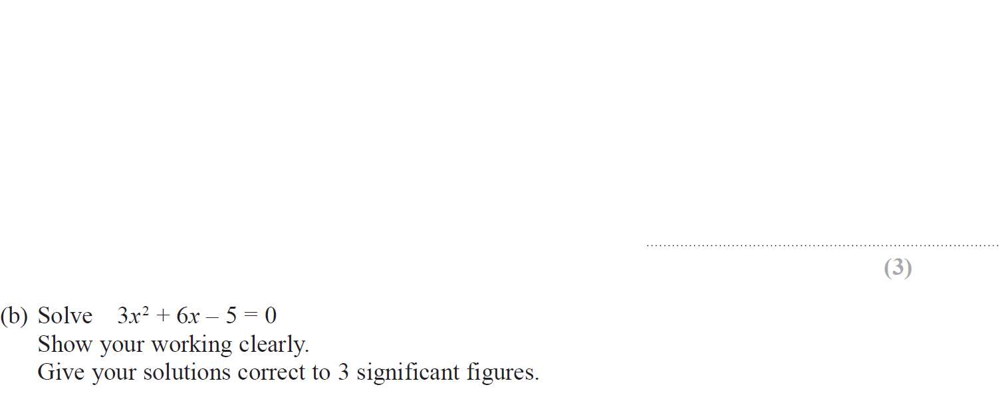 (3)
(b) Solve 3x² + 6x – 5 = 0
Show your working clearly.
Give your solutions correct to 3 significant figures.